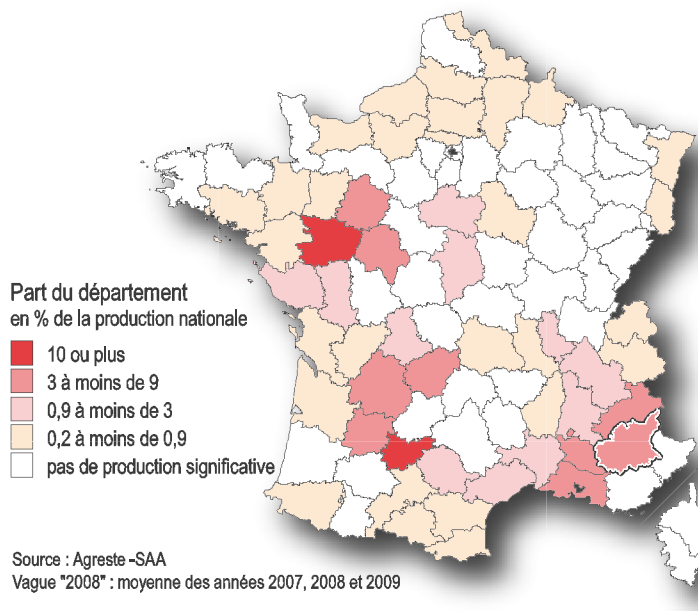 Part du département
en % de la production nationale
10 ou plus
3 à moins de 9
0,9 à moins de 3
0,2 à moins de 0,9
pas de production significative
Source : Agreste -SAA
Vague "2008" : moyenne des années 2007, 2008 et 2009